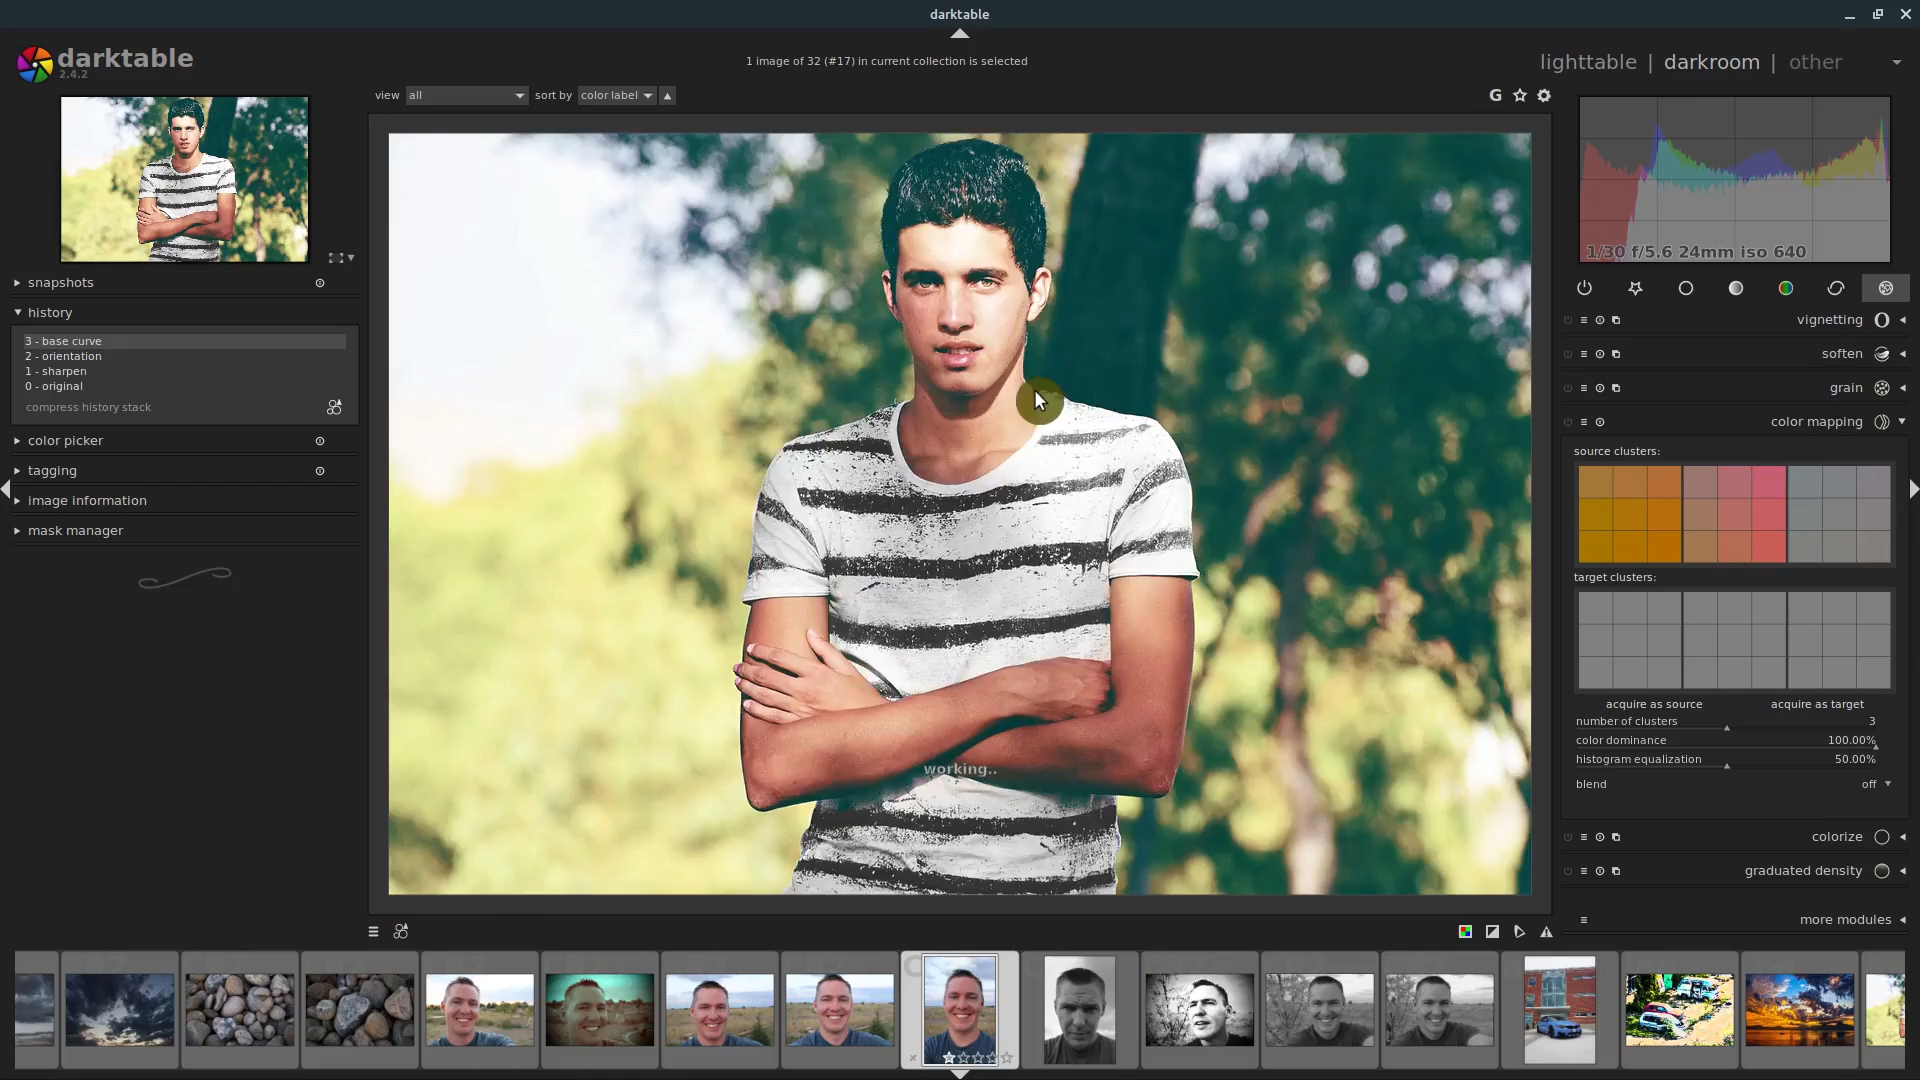 darktable
darktable
2.4.2
1 image of 32 (#17) in current collection is selected
lighttable | darkroom | other
view all sort by color label
G
1/30 f/5.6 24mm iso 640
snapshots
history
3 - base curve
2 - orientation
1 - sharpen
0 - original
compress history stack
color picker
tagging
image information
mask manager
working..
vignetting
soften
grain
color mapping
source clusters:
target clusters:
acquire as source acquire as target
number of clusters 3
color dominance 100.00%
histogram equalization 50.00%
blend off
colorize
graduated density
more modules